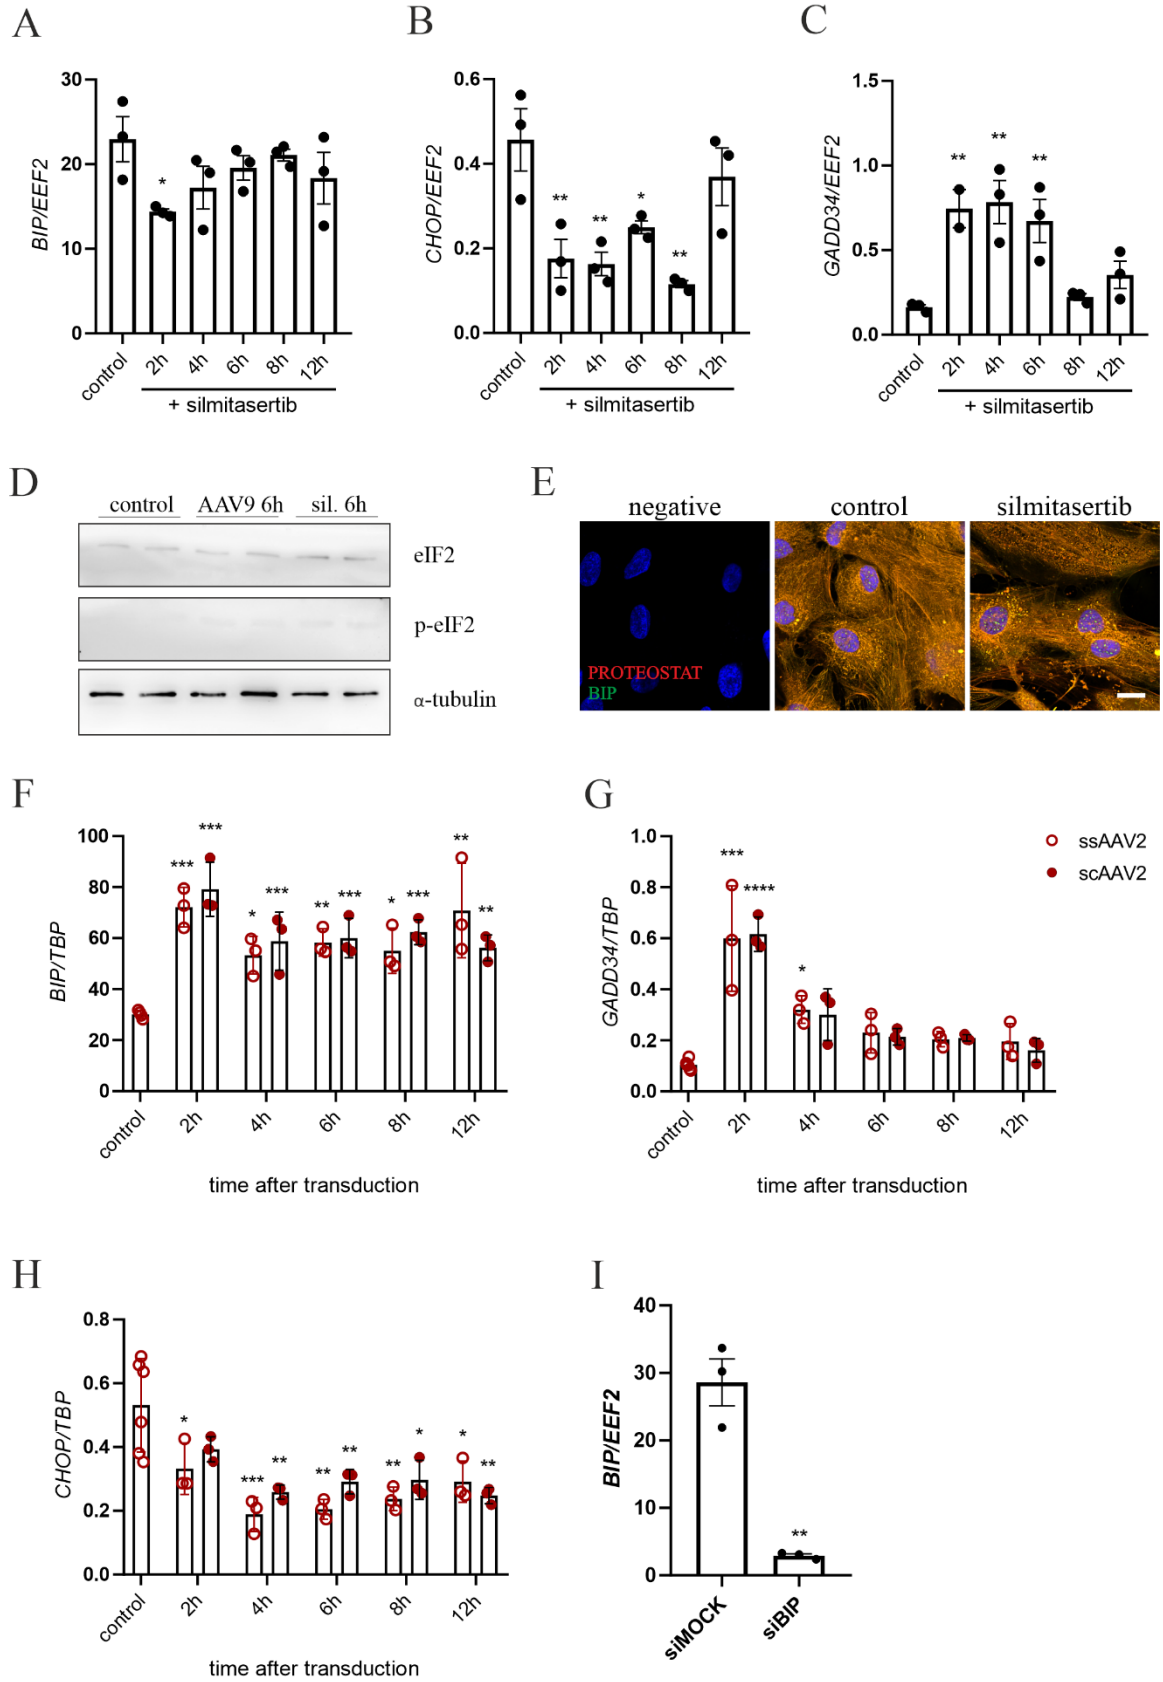 A
B
C
BIP/EEF2
30
20
10
0
*
control
2h
4h
6h
8h
12h
+ silmitasertib
CHOP/EEF2
0.6
0.4
0.2
0.0
**
**
*
**
control
2h
4h
6h
8h
12h
+ silmitasertib
GADD34/EEF2
1.5
1.0
0.5
0.0
**
**
**
control
2h
4h
6h
8h
12h
+ silmitasertib
D
control
AAV9 6h
sil. 6h
eIF2
p-eIF2
α-tubulin
E
negative
control
silmitasertib
PROTEOSTAT
BIP
F
BIP/TBP
100
80
60
40
20
0
***
***
*
***
**
***
*
***
**
**
control
2h
4h
6h
8h
12h
time after transduction
G
GADD34/TBP
1.0
0.8
0.6
0.4
0.2
0.0
***
****
*
control
2h
4h
6h
8h
12h
time after transduction
ssAAV2
scAAV2
H
CHOP/TBP
0.8
0.6
0.4
0.2
0.0
*
***
**
**
**
**
*
*
**
control
2h
4h
6h
8h
12h
time after transduction
I
BIP/EEF2
40
30
20
10
0
**
siMOCK
siBIP